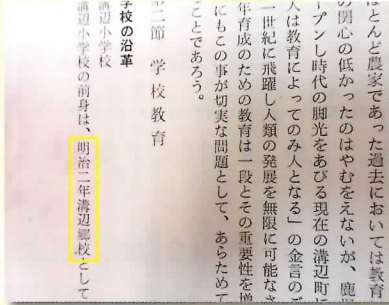 ほとんど農家であった過去においては教育
の関心の低かったのはやむをえないが、鹿
ープンし時代の脚光をあびる現在の溝辺町に
人は教育によってのみ人となる」の金言のご
一世紀に飛躍し人類の発展を無限に可能なさ
年育成のための教育は一段とその重要性を増
にもこの事が切実な問題として、あらためて
ことであろう。
二節 学校教育
学校の沿革
溝辺小学校
溝辺小学校の前身は、明治二年溝辺郷校として